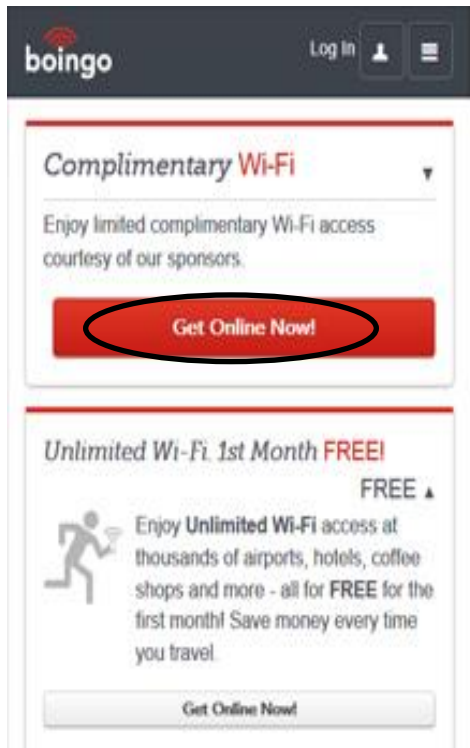 boingo
Log In
Complimentary Wi-Fi
Enjoy limited complimentary Wi-Fi access
courtesy of our sponsors.
Get Online Now!
Unlimited Wi-Fi. 1st Month FREE!
FREE
Enjoy Unlimited Wi-Fi access at
thousands of airports, hotels, coffee
shops and more - all for FREE for the
first month! Save money every time
you travel.
Get Online Now!